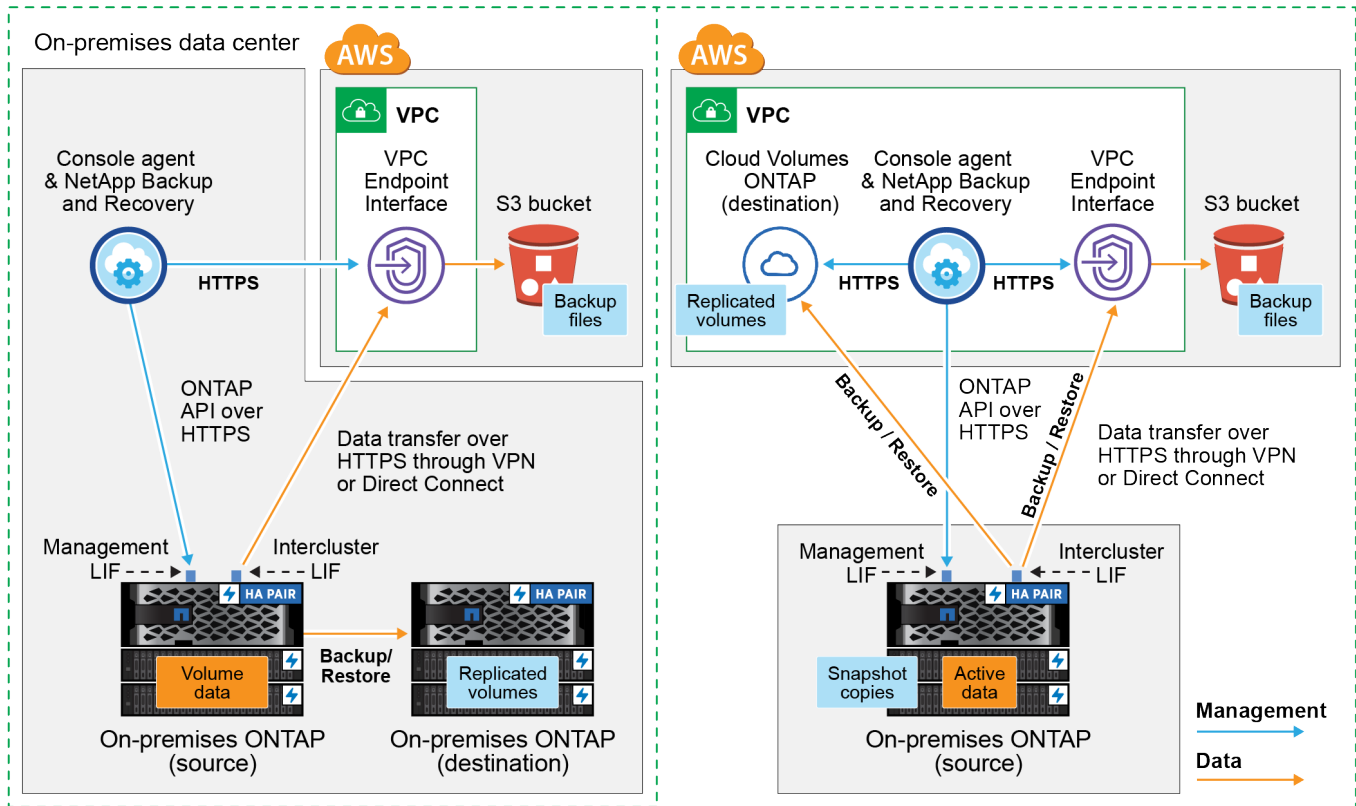 On-premises data center
AWS
VPC
Console agent
& NetApp Backup
and Recovery
VPC
Endpoint
Interface
S3 bucket
HTTPS
Backup
files
ONTAP
API over
HTTPS
Data transfer over
HTTPS through VPN
or Direct Connect
Management
LIF
Intercluster
LIF
HA PAIR
HA PAIR
Backup/
Restore
Volume
data
Replicated
volumes
On-premises ONTAP
(source)
On-premises ONTAP
(destination)
AWS
VPC
Cloud Volumes
ONTAP
(destination)
Console agent
& NetApp Backup
and Recovery
VPC
Endpoint
Interface
S3 bucket
HTTPS
HTTPS
Replicated
volumes
Backup
files
Backup / Restore
ONTAP
API over
HTTPS
Backup / Restore
Data transfer over
HTTPS through VPN
or Direct Connect
Management
LIF
Intercluster
LIF
HA PAIR
Snapshot
copies
Active
data
On-premises ONTAP
(source)
Management
Data